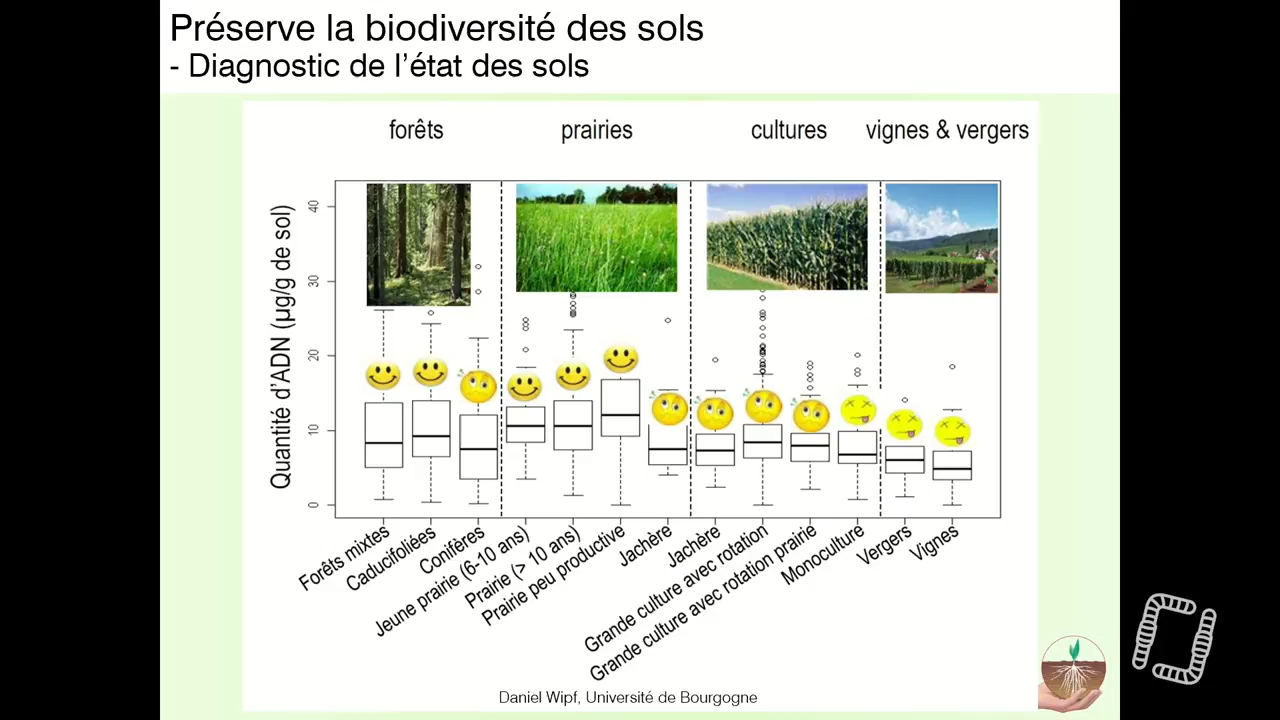 Préserve la biodiversité des sols
- Diagnostic de l’état des sols
forêts
prairies
cultures
vignes & vergers
Quantité d’ADN (µg/g de sol)
40
30
20
10
0
Forêts mixtes
Caducifoliées
Conifères
Jeune prairie (6-10 ans)
Prairie (> 10 ans)
Prairie peu productive
Jachère
Jachère
Grande culture avec rotation
Grande culture avec rotation prairie
Monoculture
Vergers
Vignes
Daniel Wipf, Université de Bourgogne